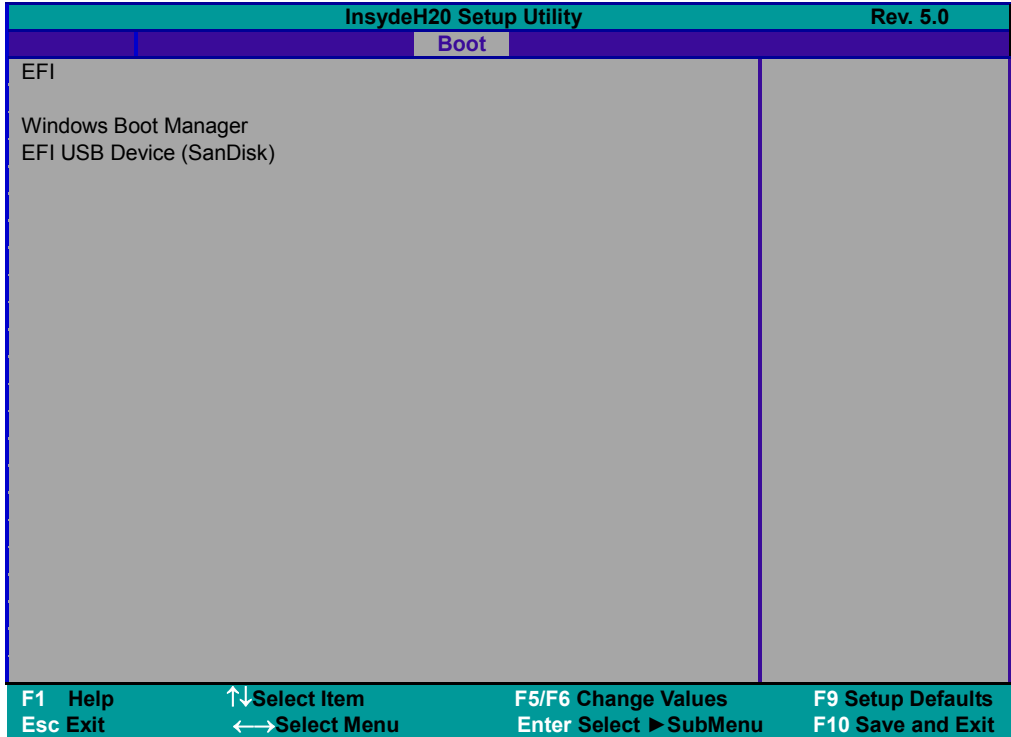 InsydeH20 Setup Utility Rev. 5.0
Boot
EFI
Windows Boot Manager
EFI USB Device (SanDisk)
F1 Help ↑↓Select Item F5/F6 Change Values F9 Setup Defaults
Esc Exit ←→Select Menu Enter Select ►SubMenu F10 Save and Exit